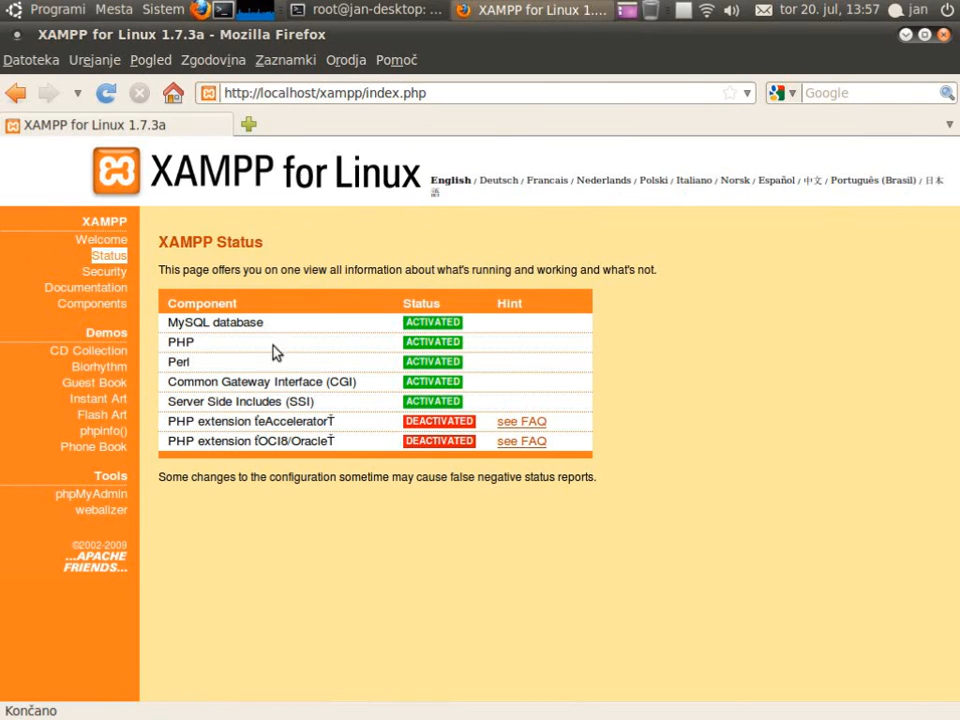 Programi Mesta Sistem root@jan-desktop: ... XAMPP for Linux 1.... tor 20. jul, 13:57 jan
XAMPP for Linux 1.7.3a - Mozilla Firefox
Datoteka Urejanje Pogled Zgodovina Zaznamki Orodja Pomoč
http://localhost/xampp/index.php Google
XAMPP for Linux 1.7.3a
XAMPP for Linux
English / Deutsch / Francais / Nederlands / Polski / Italiano / Norsk / Español / 中文 / Português (Brasil) / 日本
語
XAMPP
Welcome
Status
Security
Documentation
Components
Demos
CD Collection
Biorhythm
Guest Book
Instant Art
Flash Art
phpinfo()
Phone Book
Tools
phpMyAdmin
webalizer
©2002-2009
...APACHE
FRIENDS...
XAMPP Status
This page offers you on one view all information about what's running and working and what's not.
Component Status Hint
MySQL database ACTIVATED
PHP ACTIVATED
Perl ACTIVATED
Common Gateway Interface (CGI) ACTIVATED
Server Side Includes (SSI) ACTIVATED
PHP extension ťeAcceleratorŤ DEACTIVATED see FAQ
PHP extension ťOCI8/OracleŤ DEACTIVATED see FAQ
Some changes to the configuration sometime may cause false negative status reports.
Končano